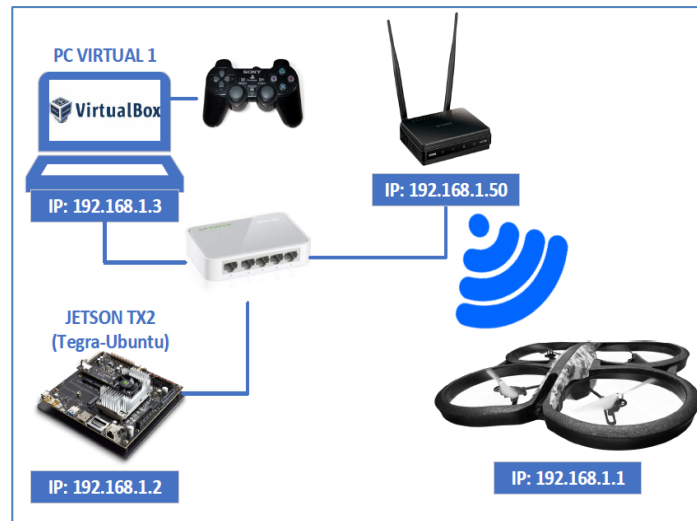 PC VIRTUAL 1
VirtualBox
SONY
IP: 192.168.1.3
IP: 192.168.1.50
JETSON TX2
(Tegra-Ubuntu)
IP: 192.168.1.2
IP: 192.168.1.1